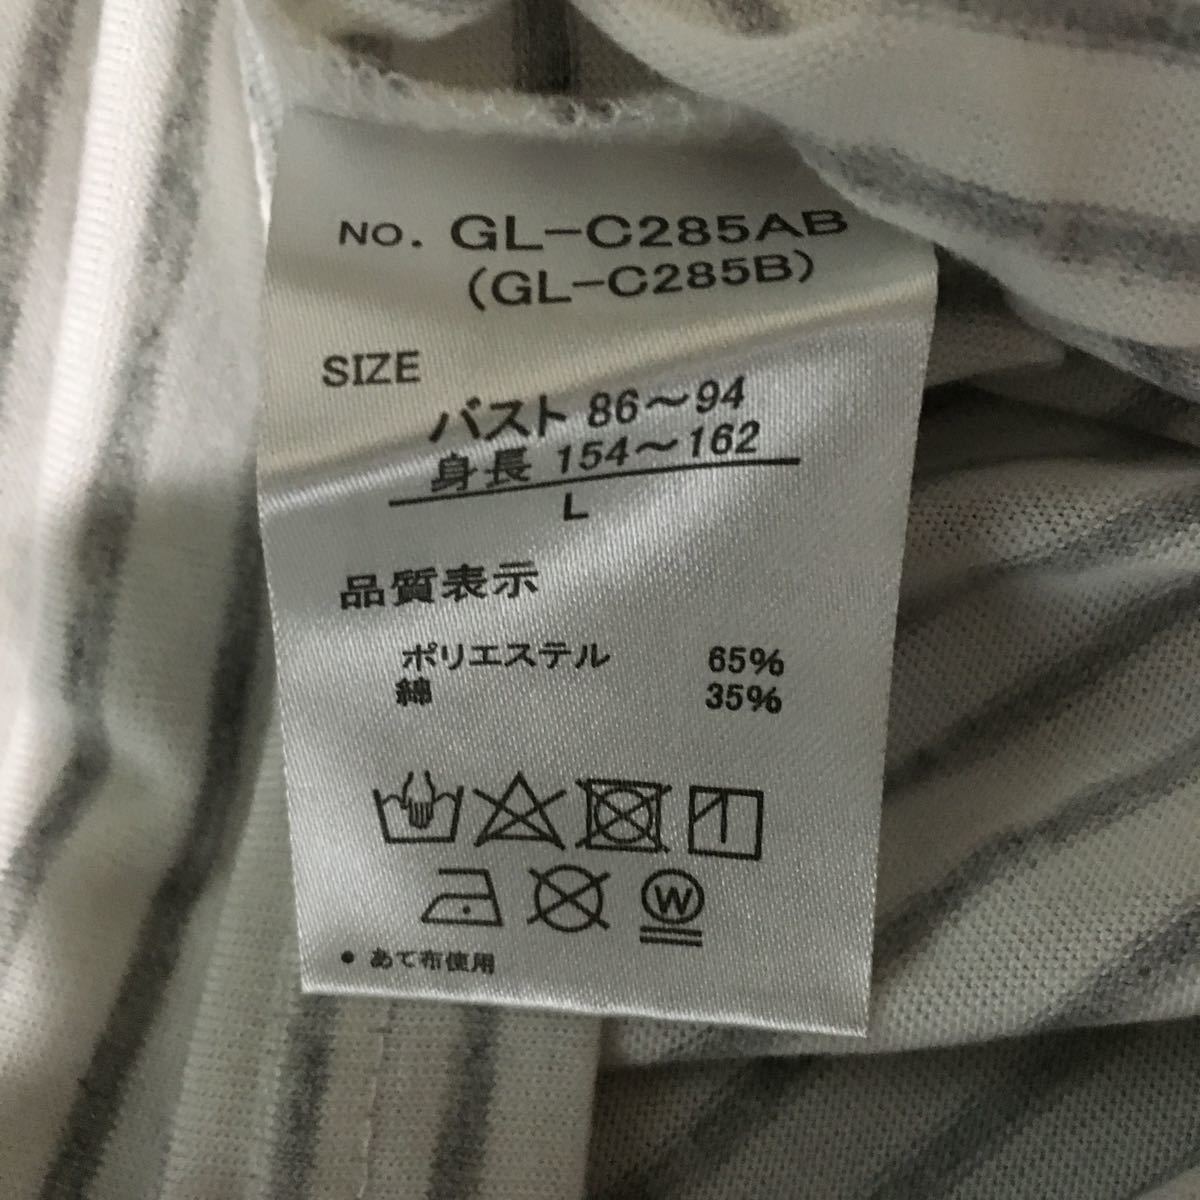 NO. GL-C285AB
(GL-C285B)
SIZE
バスト 86～94
身長 154～162
L
品質表示
ポリエステル 65%
綿 35%
W
● あて布使用